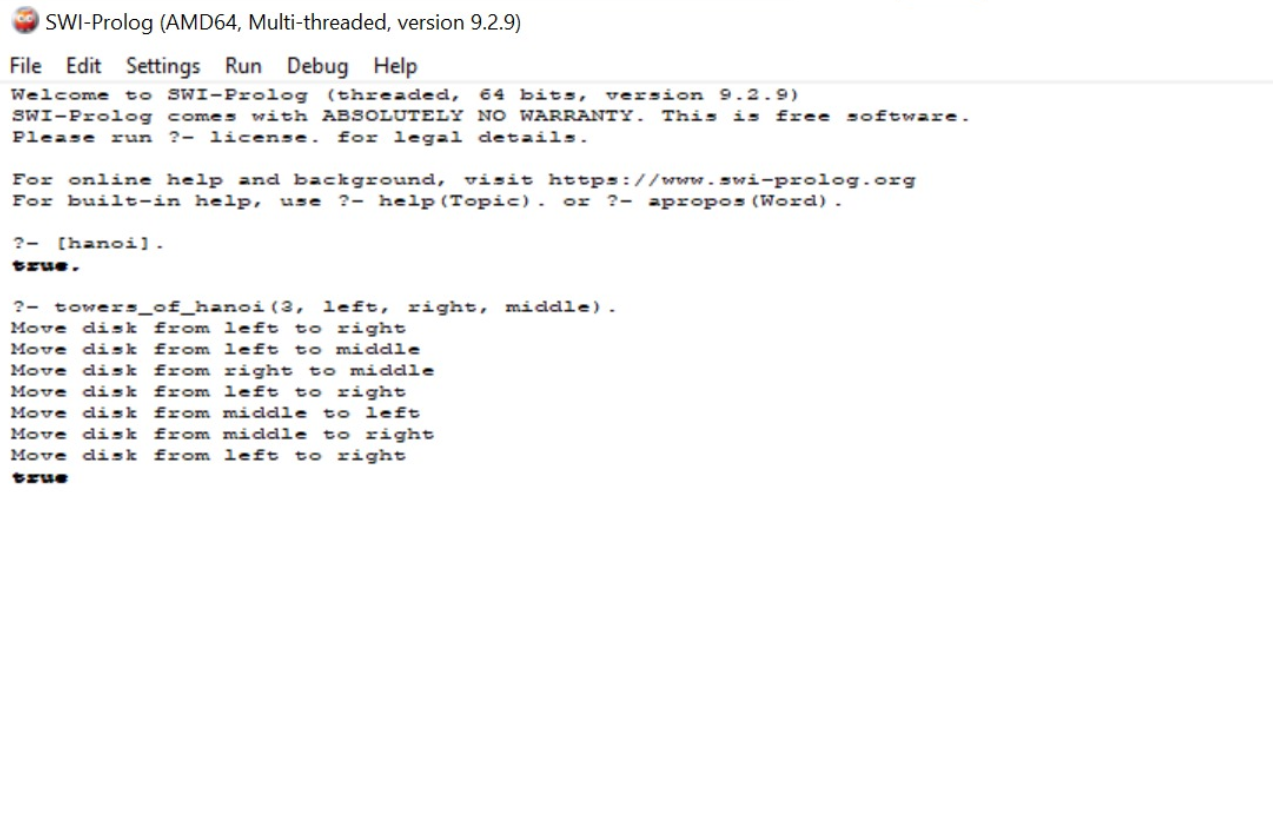 SWI-Prolog (AMD64, Multi-threaded, version 9.2.9)
File Edit Settings Run Debug Help
Welcome to SWI-Prolog (threaded, 64 bits, version 9.2.9)
SWI-Prolog comes with ABSOLUTELY NO WARRANTY. This is free software.
Please run ?- license. for legal details.
For online help and background, visit https://www.swi-prolog.org
For built-in help, use ?- help(Topic). or ?- apropos(Word).
?- [hanoi].
true.
?- towers_of_hanoi(3, left, right, middle).
Move disk from left to right
Move disk from left to middle
Move disk from right to middle
Move disk from left to right
Move disk from middle to left
Move disk from middle to right
Move disk from left to right
true